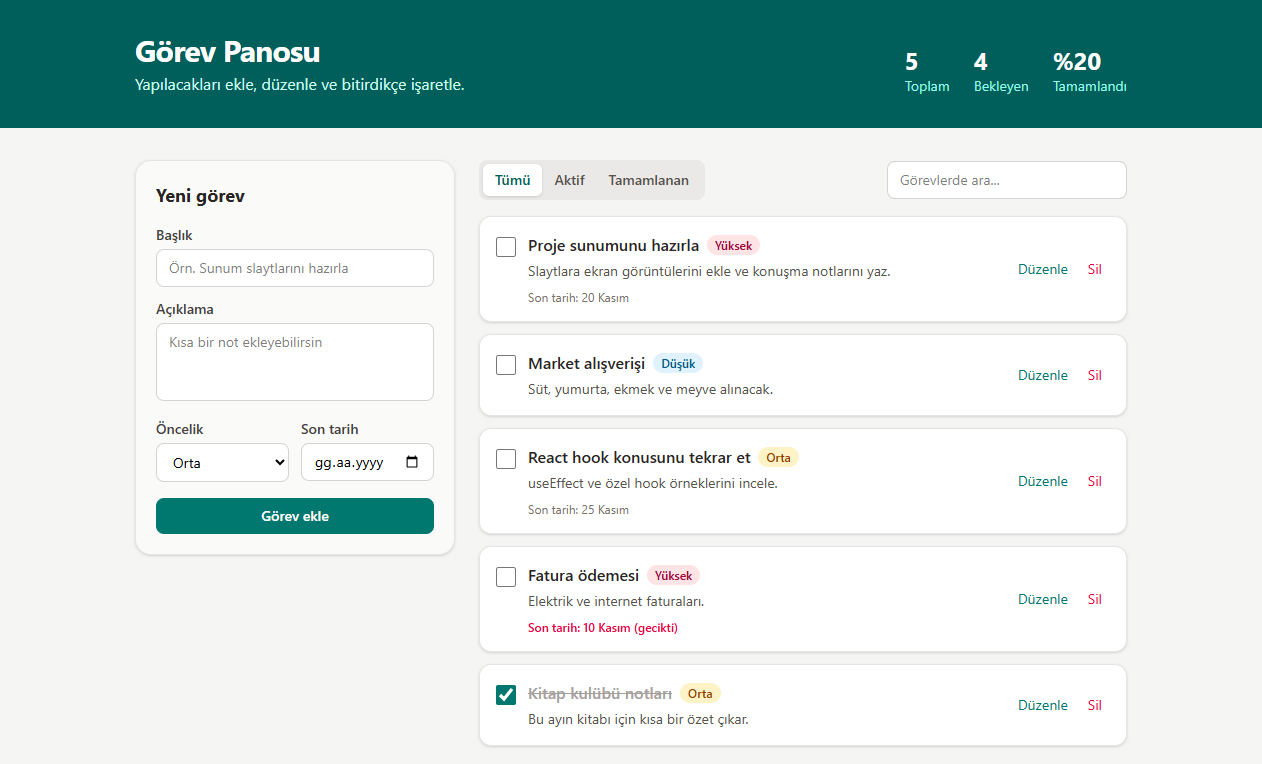 Görev Panosu
Yapılacakları ekle, düzenle ve bitirdikçe işaretle.
5
Toplam
4
Bekleyen
%20
Tamamlandı
Yeni görev
Başlık
Örn. Sunum slaytlarını hazırla
Açıklama
Kısa bir not ekleyebilirsin
Öncelik
Son tarih
Orta
gg.aa.yyyy
Görev ekle
Tümü
Aktif
Tamamlanan
Görevlerde ara...
Proje sunumunu hazırla
Yüksek
Slaytlara ekran görüntülerini ekle ve konuşma notlarını yaz.
Son tarih: 20 Kasım
Düzenle
Sil
Market alışverişi
Düşük
Süt, yumurta, ekmek ve meyve alınacak.
Düzenle
Sil
React hook konusunu tekrar et
Orta
useEffect ve özel hook örneklerini incele.
Son tarih: 25 Kasım
Düzenle
Sil
Fatura ödemesi
Yüksek
Elektrik ve internet faturaları.
Son tarih: 10 Kasım (gecikti)
Düzenle
Sil
Kitap kulübü notları
Orta
Bu ayın kitabı için kısa bir özet çıkar.
Düzenle
Sil